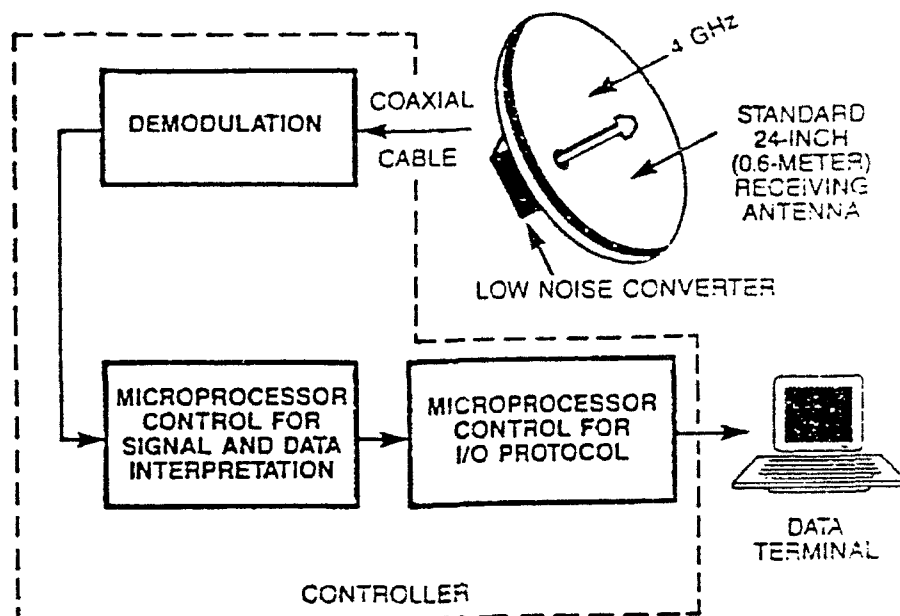 4 GHz
DEMODULATION
COAXIAL
CABLE
STANDARD
24-INCH
(0.6-METER)
RECEIVING
ANTENNA
LOW NOISE CONVERTER
MICROPROCESSOR
CONTROL FOR
SIGNAL AND DATA
INTERPRETATION
MICROPROCESSOR
CONTROL FOR
I/O PROTOCOL
DATA
TERMINAL
CONTROLLER